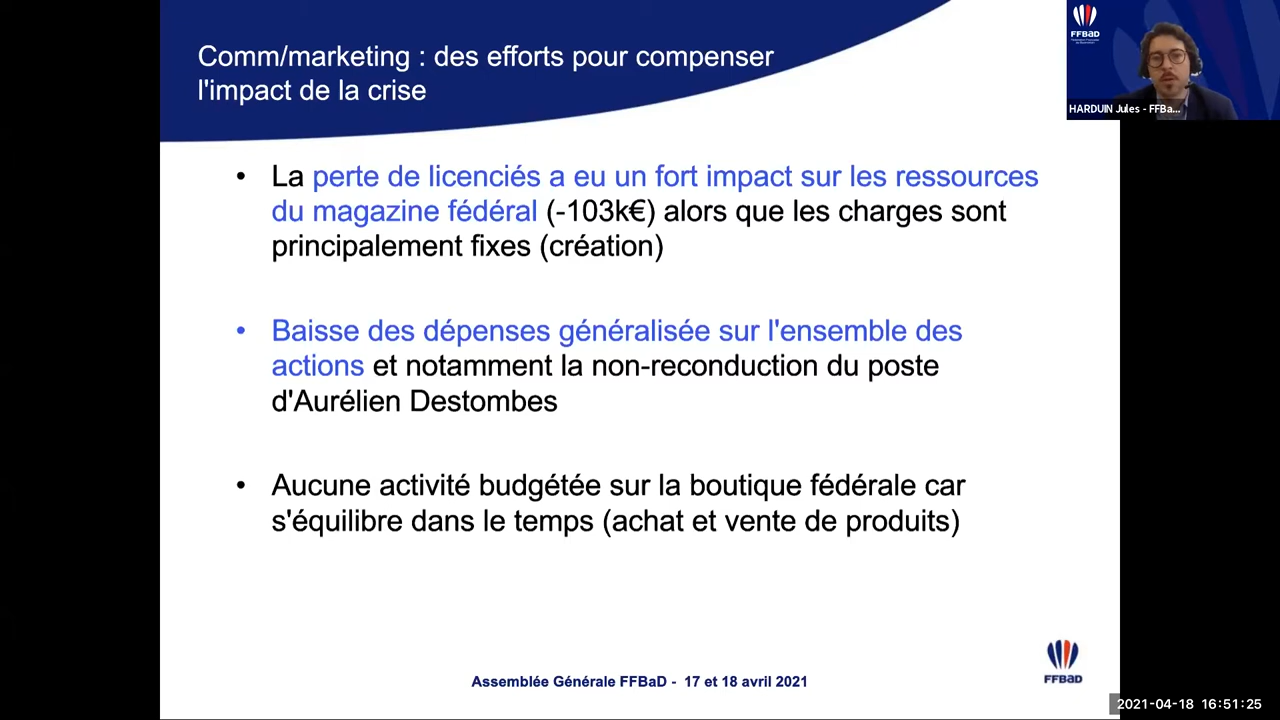 Comm/marketing : des efforts pour compenser
l'impact de la crise
FFBaD
HARDUIN Jules - FFBa...
• La perte de licenciés a eu un fort impact sur les ressources
du magazine fédéral (-103k€) alors que les charges sont
principalement fixes (création)
• Baisse des dépenses généralisée sur l'ensemble des
actions et notamment la non-reconduction du poste
d'Aurélien Destombes
• Aucune activité budgétée sur la boutique fédérale car
s'équilibre dans le temps (achat et vente de produits)
FFBaD
Assemblée Générale FFBaD - 17 et 18 avril 2021
2021-04-18 16:51:25